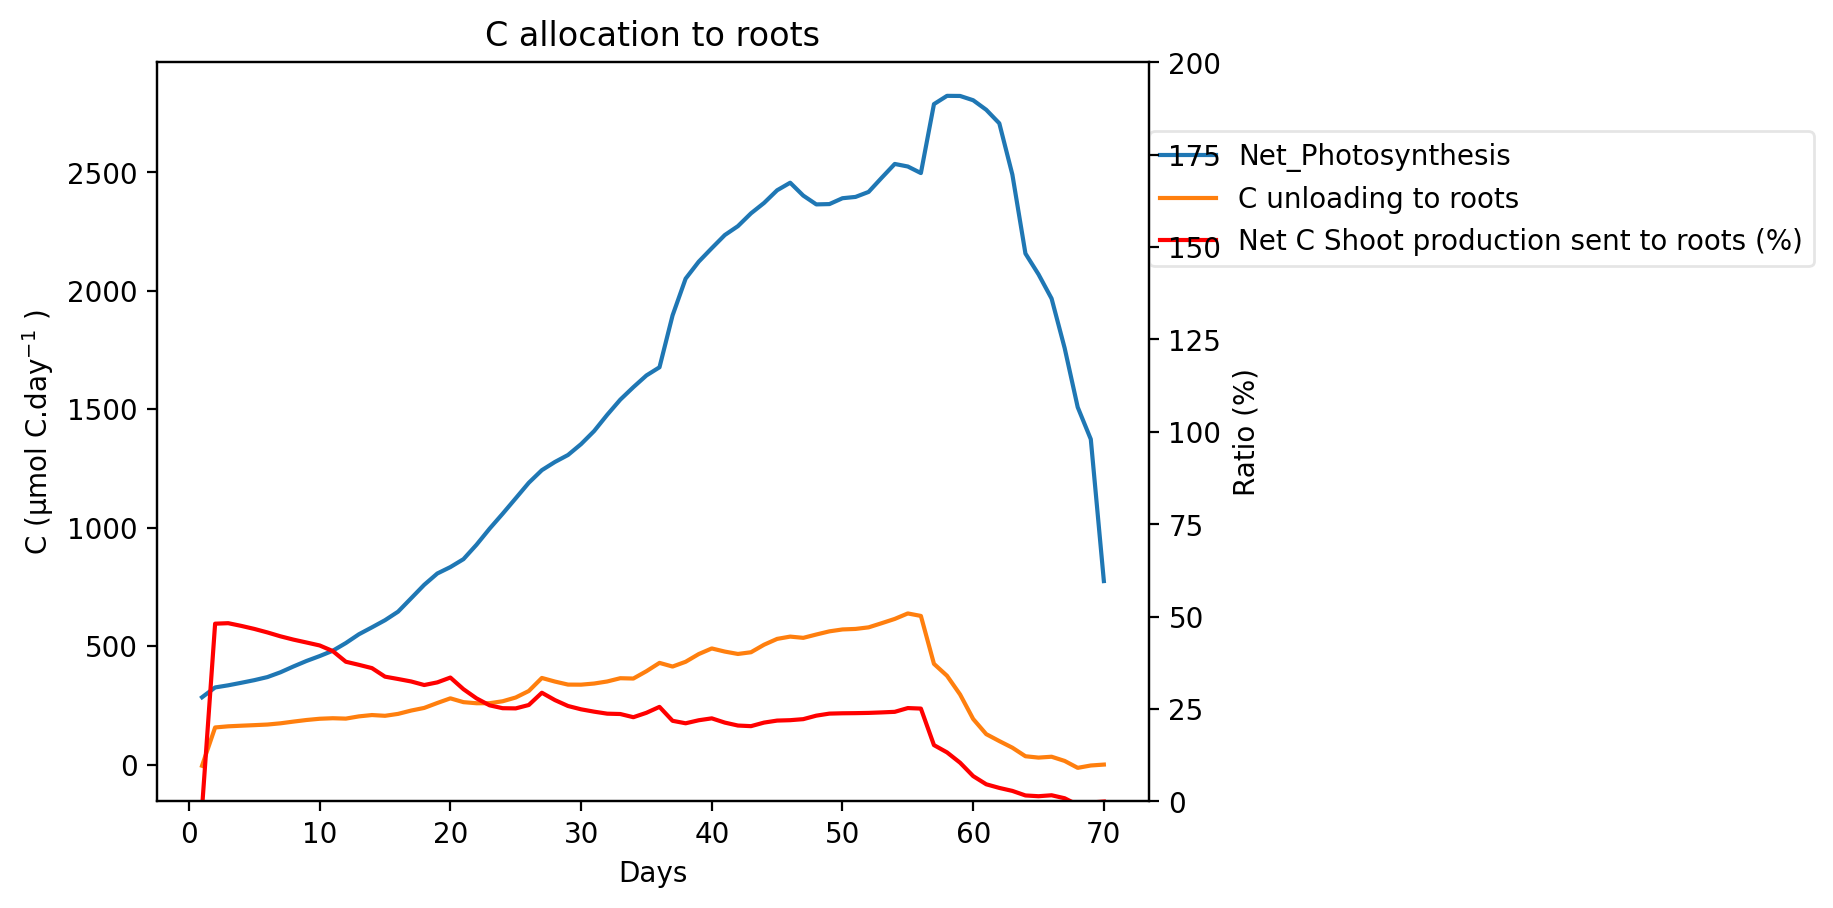 C allocation to roots
C (µmol C.day⁻¹ )
2500
2000
1500
1000
500
0
0 10 20 30 40 50 60 70
Days
200
175
150
125
100
75
50
25
0
Ratio (%)
Net_Photosynthesis
C unloading to roots
Net C Shoot production sent to roots (%)